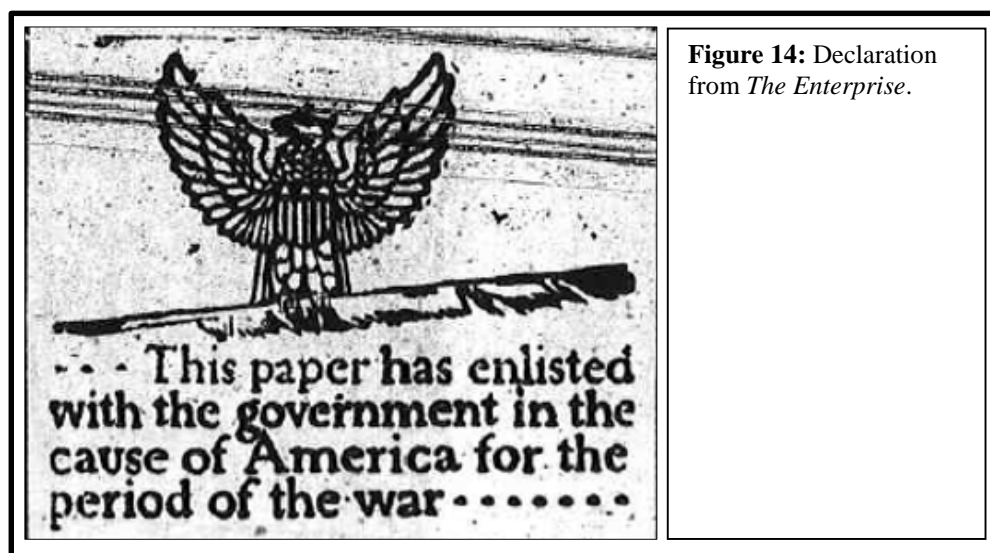 Figure 14: Declaration
from The Enterprise.
- - - This paper has enlisted
with the government in the
cause of America for the
period of the war - - - - - - -